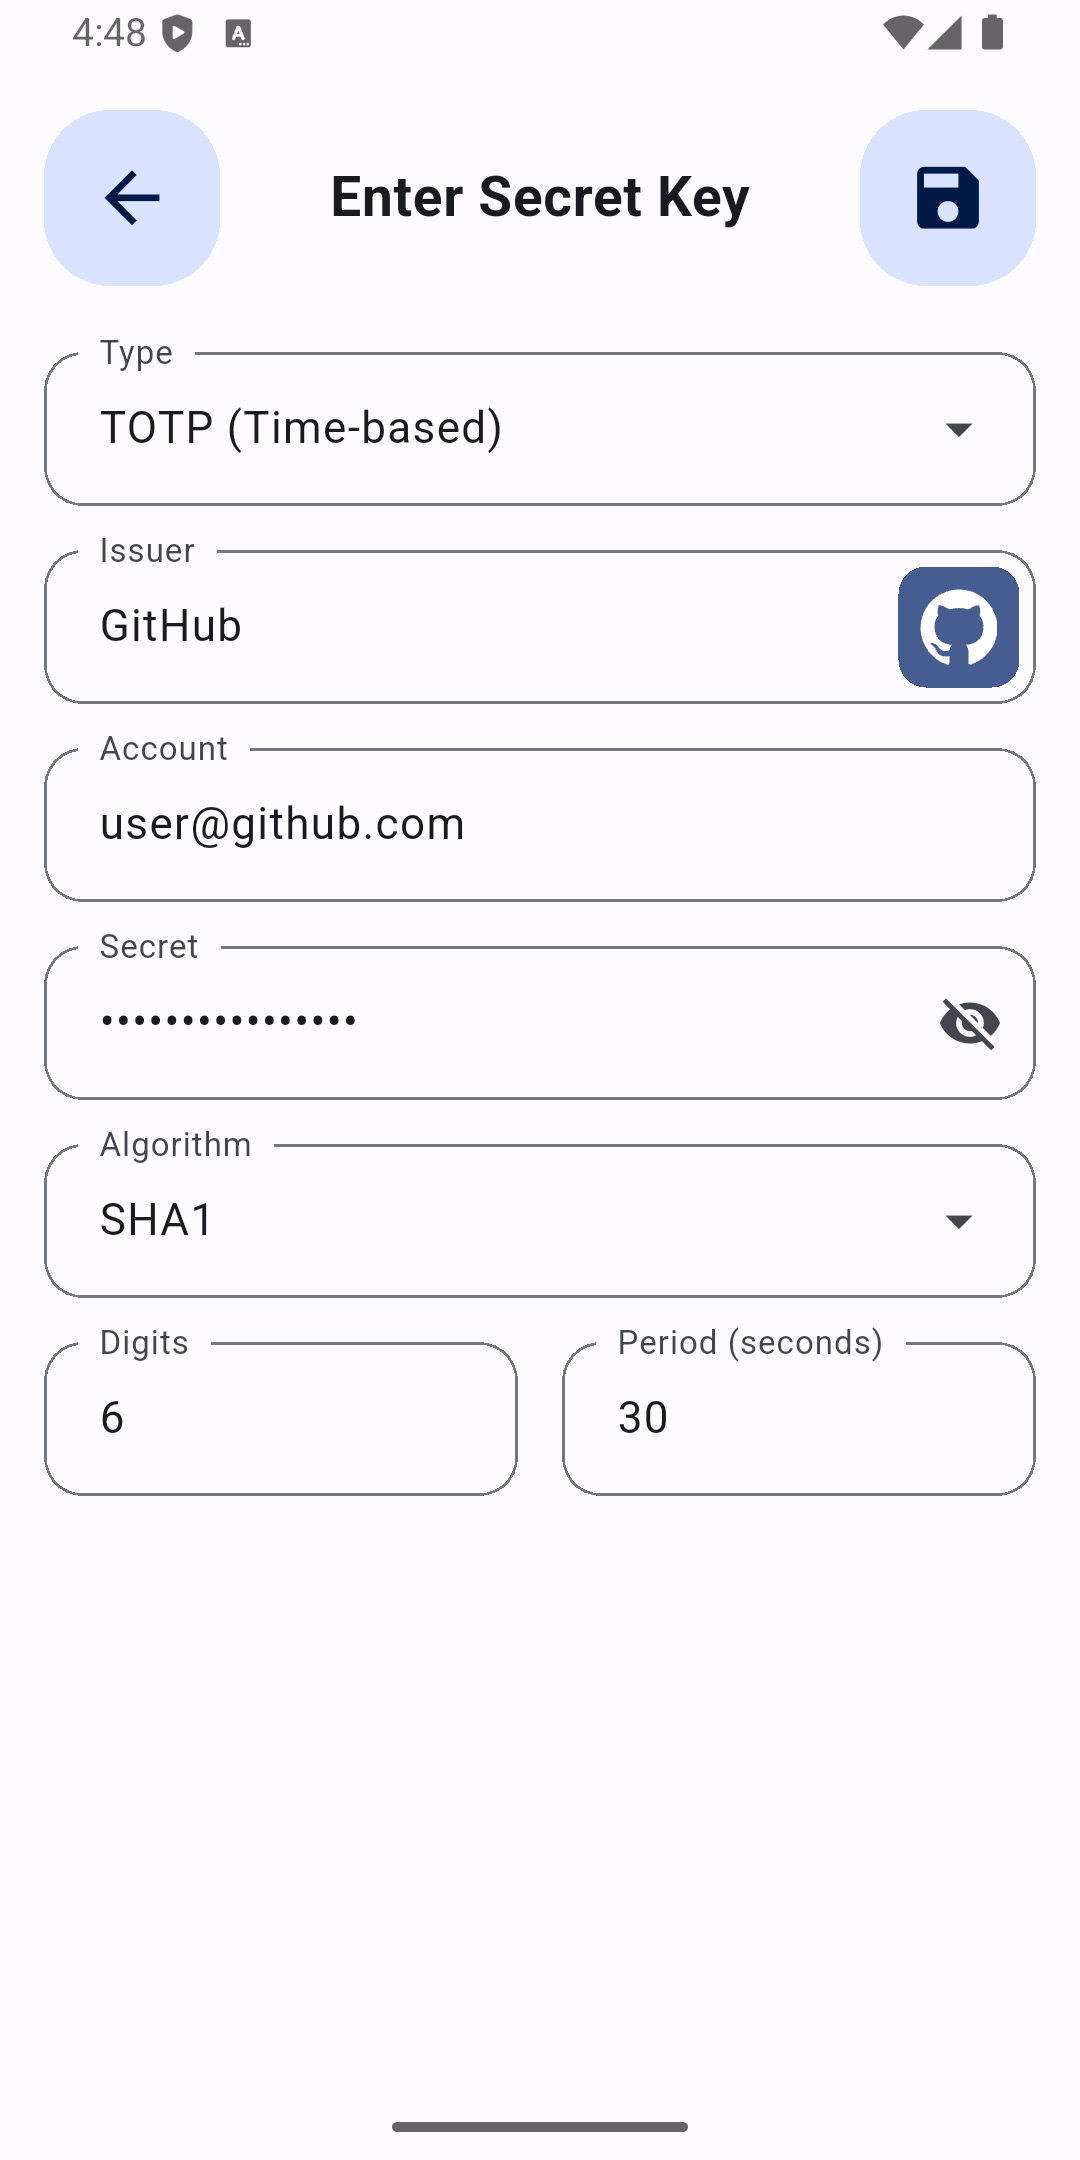 4:48
Enter Secret Key
Type
TOTP (Time-based)
Issuer
GitHub
Account
user@github.com
Secret
••••••••••••••••
Algorithm
SHA1
Digits
6
Period (seconds)
30